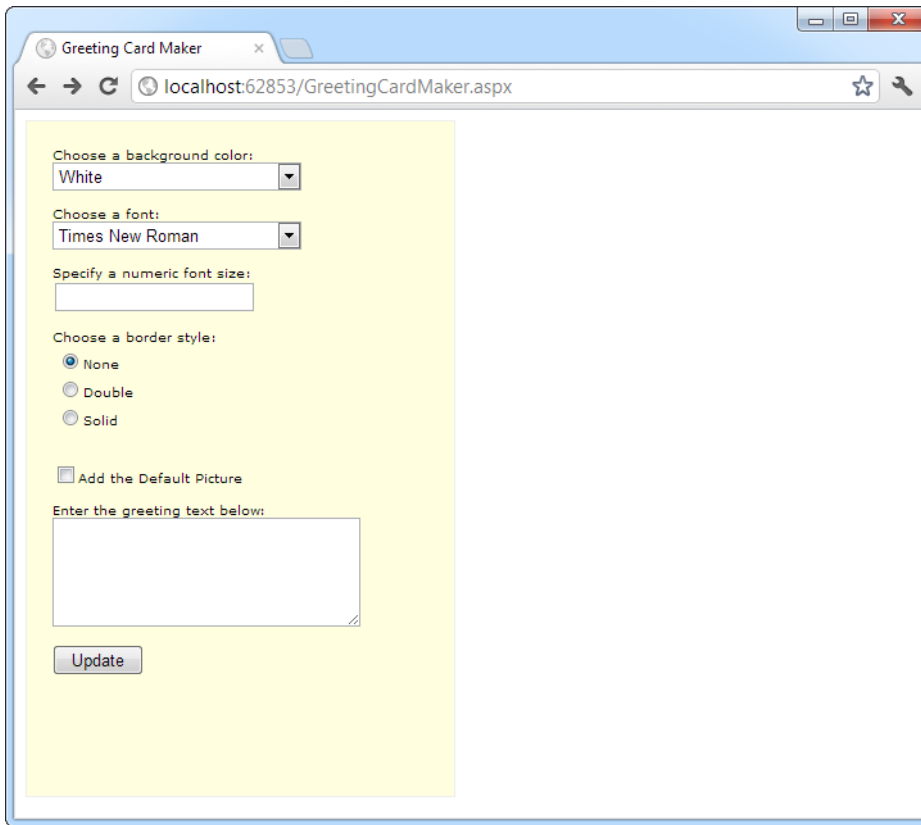 Greeting Card Maker
localhost:62853/GreetingCardMaker.aspx
Choose a background color:
White
Choose a font:
Times New Roman
Specify a numeric font size:
Choose a border style:
None
Double
Solid
Add the Default Picture
Enter the greeting text below:
Update